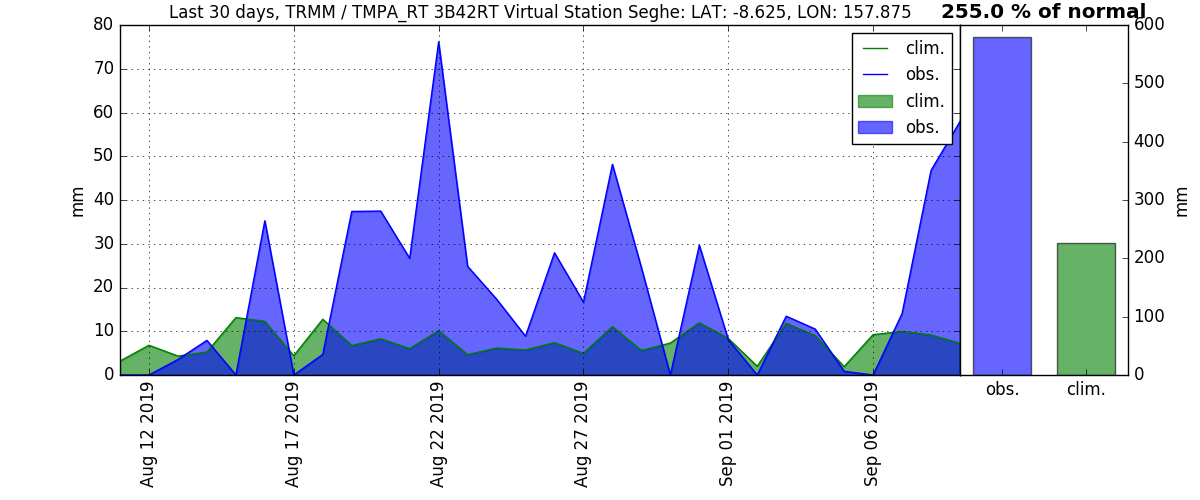 Last 30 days, TRMM / TMPA_RT 3B42RT Virtual Station Seghe: LAT: -8.625, LON: 157.875
255.0 % of normal
80
70
60
50
40
30
20
10
0
mm
clim.
obs.
clim.
obs.
600
500
400
300
200
100
0
mm
Aug 12 2019
Aug 17 2019
Aug 22 2019
Aug 27 2019
Sep 01 2019
Sep 06 2019
obs.
clim.